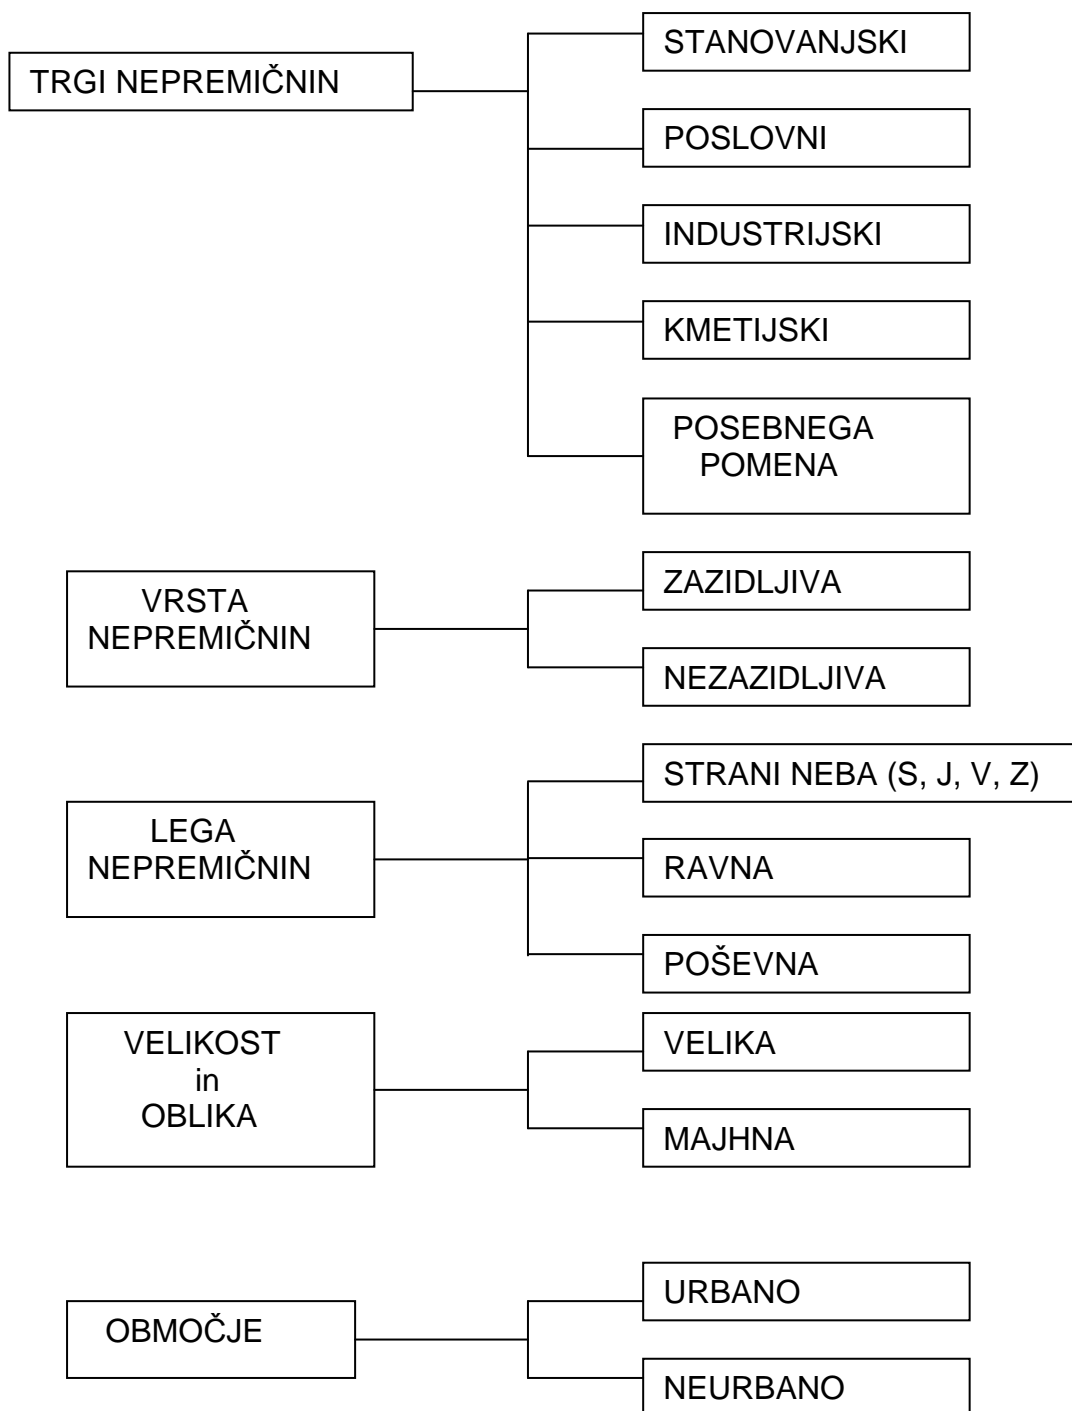 TRGI NEPREMIČNIN
STANOVANJSKI
POSLOVNI
INDUSTRIJSKI
KMETIJSKI
POSEBNEGA
POMENA
VRSTA
NEPREMIČNIN
ZAZIDLJIVA
NEZAZIDLJIVA
LEGA
NEPREMIČNIN
STRANI NEBA (S, J, V, Z)
RAVNA
POŠEVNA
VELIKOST
in
OBLIKA
VELIKA
MAJHNA
OBMOČJE
URBANO
NEURBANO